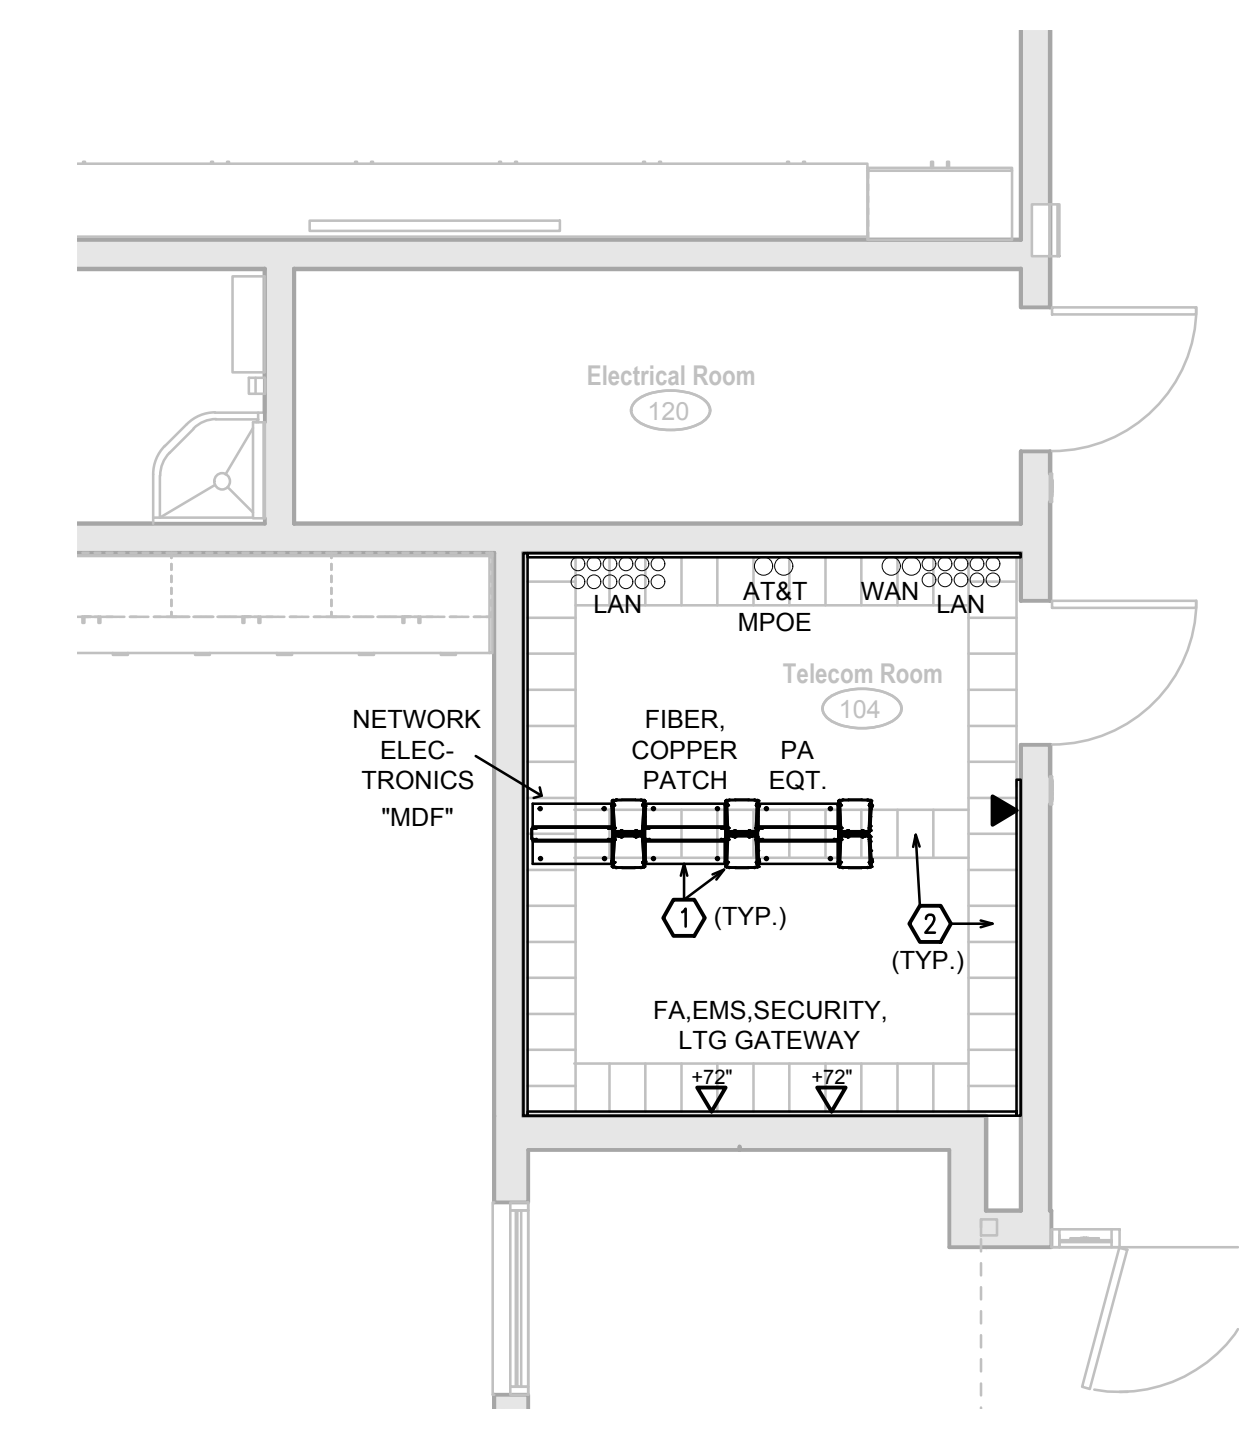 Electrical Room
120
LAN
AT&T
MPOE
WAN
LAN
Telecom Room
104
NETWORK
ELEC-
TRONICS
"MDF"
FIBER,
COPPER
PATCH
PA
EQT.
1 (TYP.)
2
(TYP.)
FA,EMS,SECURITY,
LTG GATEWAY
+72" +72"